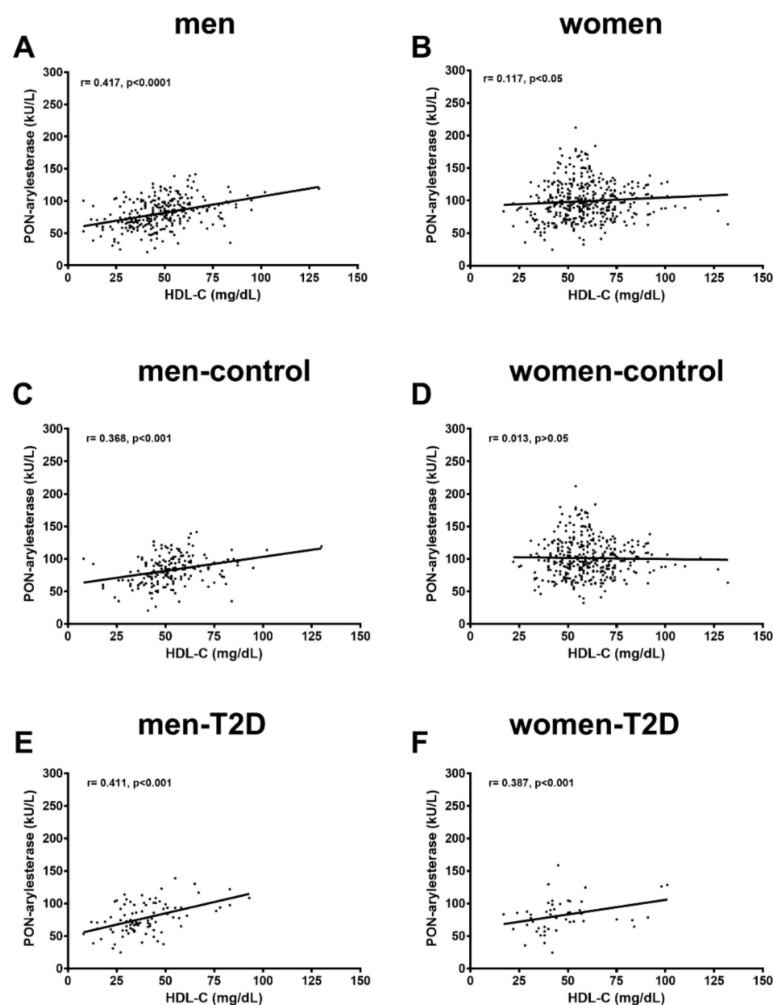 men
women
A
B
r= 0.417, p<0.0001
r= 0.117, p<0.05
300
250
200
150
100
50
0
PON-arylesterase (kU/L)
0 25 50 75 100 125 150
HDL-C (mg/dL)
300
250
200
150
100
50
0
PON-arylesterase (kU/L)
0 25 50 75 100 125 150
HDL-C (mg/dL)
men-control
women-control
C
D
r= 0.368, p<0.001
r= 0.013, p>0.05
300
250
200
150
100
50
0
PON-arylesterase (kU/L)
0 25 50 75 100 125 150
HDL-C (mg/dL)
300
250
200
150
100
50
0
PON-arylesterase (kU/L)
0 25 50 75 100 125 150
HDL-C (mg/dL)
men-T2D
women-T2D
E
F
r= 0.411, p<0.001
r= 0.387, p<0.001
300
250
200
150
100
50
0
PON-arylesterase (kU/L)
0 25 50 75 100 125 150
HDL-C (mg/dL)
300
250
200
150
100
50
0
PON-arylesterase (kU/L)
0 25 50 75 100 125 150
HDL-C (mg/dL)